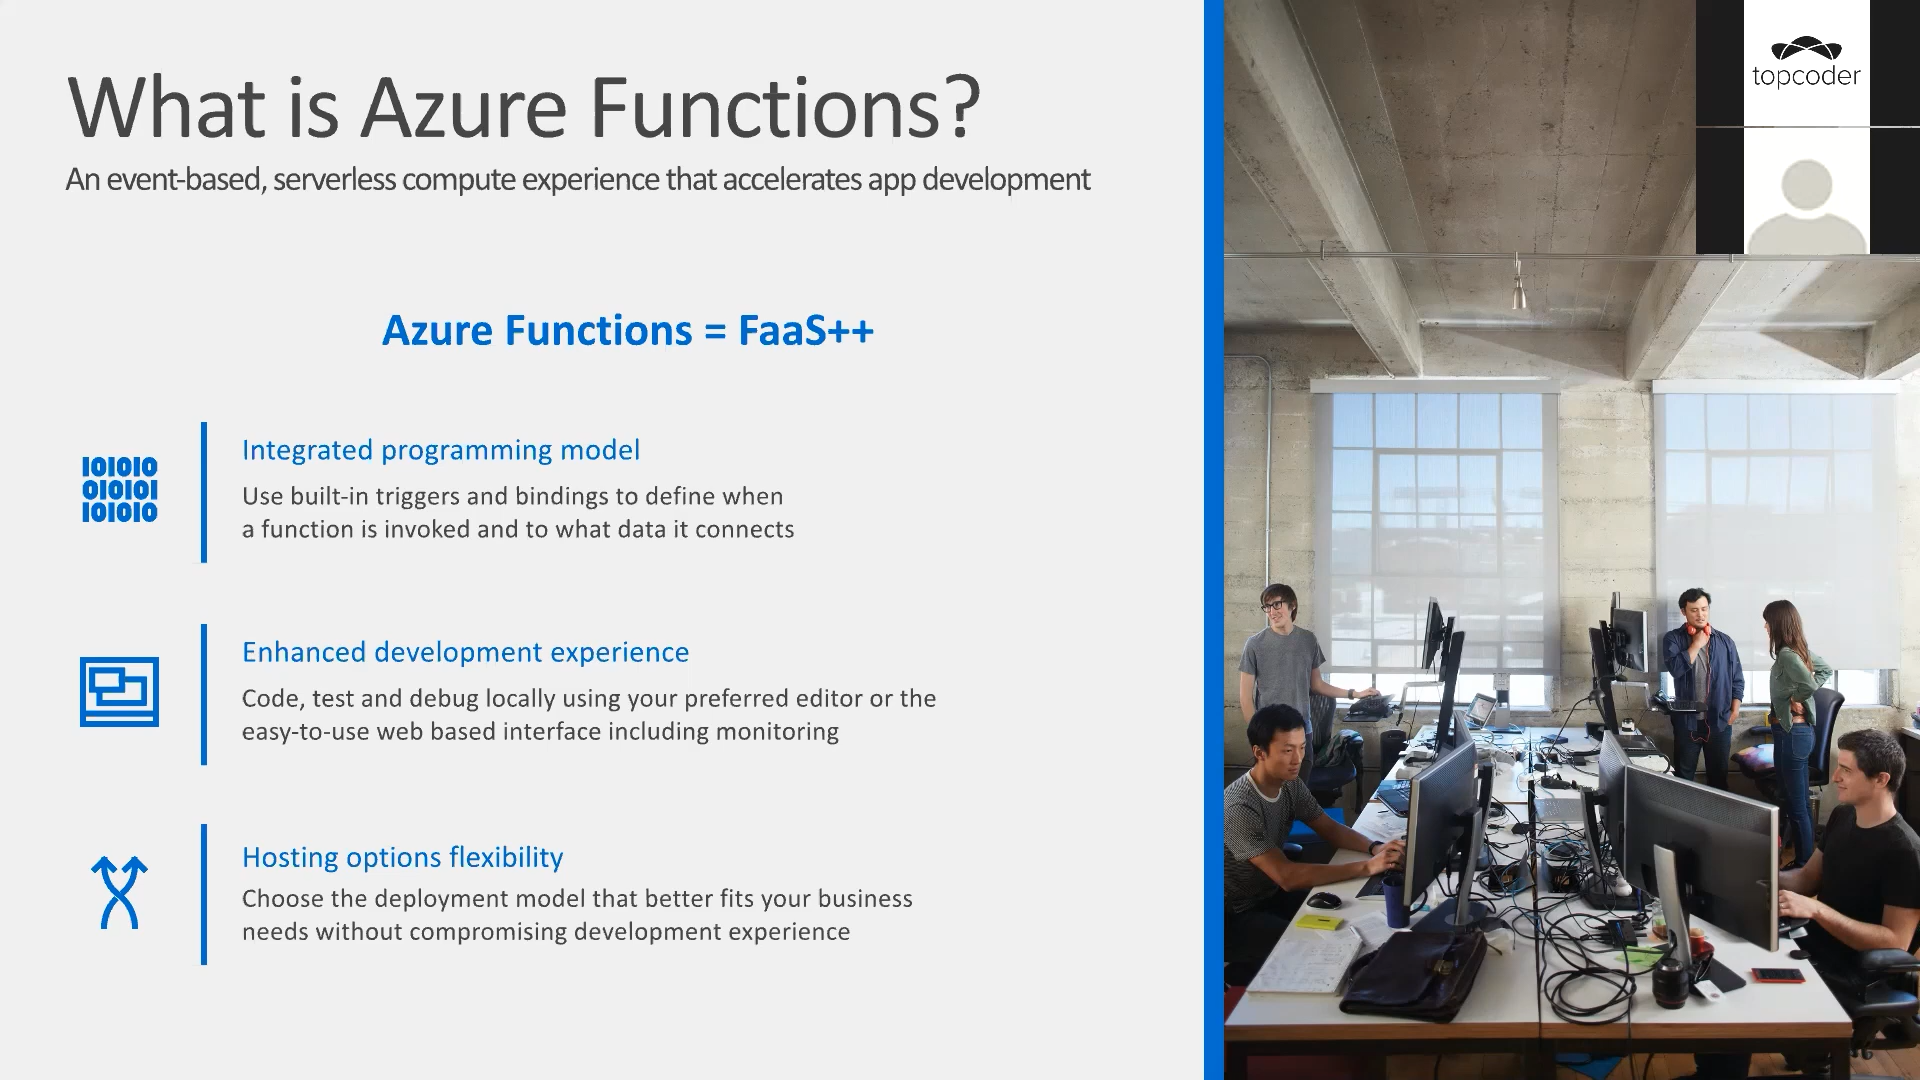 What is Azure Functions?
An event-based, serverless compute experience that accelerates app development
topcoder
Azure Functions = FaaS++
101010
010101
101010
Integrated programming model
Use built-in triggers and bindings to define when
a function is invoked and to what data it connects
Enhanced development experience
Code, test and debug locally using your preferred editor or the
easy-to-use web based interface including monitoring
Hosting options flexibility
Choose the deployment model that better fits your business
needs without compromising development experience